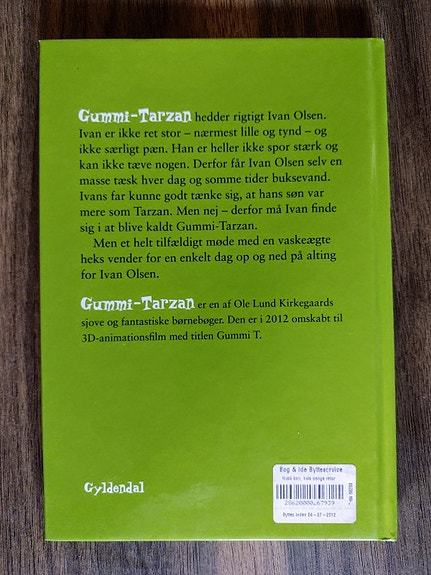 Gummi-Tarzan hedder rigtigt Ivan Olsen.
Ivan er ikke ret stor – nærmest lille og tynd – og
ikke særligt pæn. Han er heller ikke spor stærk og
kan ikke tæve nogen. Derfor får Ivan Olsen selv en
masse tæsk hver dag og somme tider buksevand.
Ivans far kunne godt tænke sig, at hans søn var
mere som Tarzan. Men nej – derfor må Ivan finde
sig i at blive kaldt Gummi-Tarzan.
Men et helt tilfældigt møde med en vaskeægte
heks vender for en enkelt dag op og ned på alting
for Ivan Olsen.
Gummi-Tarzan er en af Ole Lund Kirkegaards
sjove og fantastiske børnebøger. Den er i 2012 omskabt til
3D-animationsfilm med titlen Gummi T.
Gyldendal
Bog & Ide Bytteservice